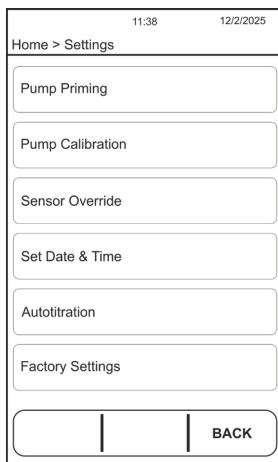 11:38 12/2/2025
Home > Settings
Pump Priming
Pump Calibration
Sensor Override
Set Date & Time
Autotitration
Factory Settings
BACK